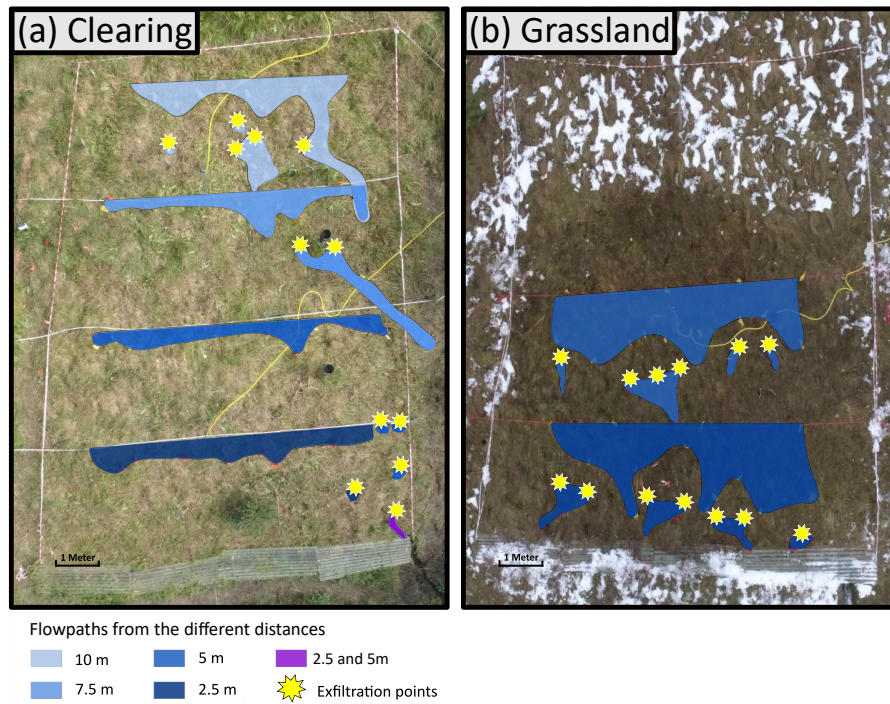 (a) Clearing
(b) Grassland
1 Meter
1 Meter
Flowpaths from the different distances
10 m
5 m
2.5 and 5m
7.5 m
2.5 m
Exfiltration points